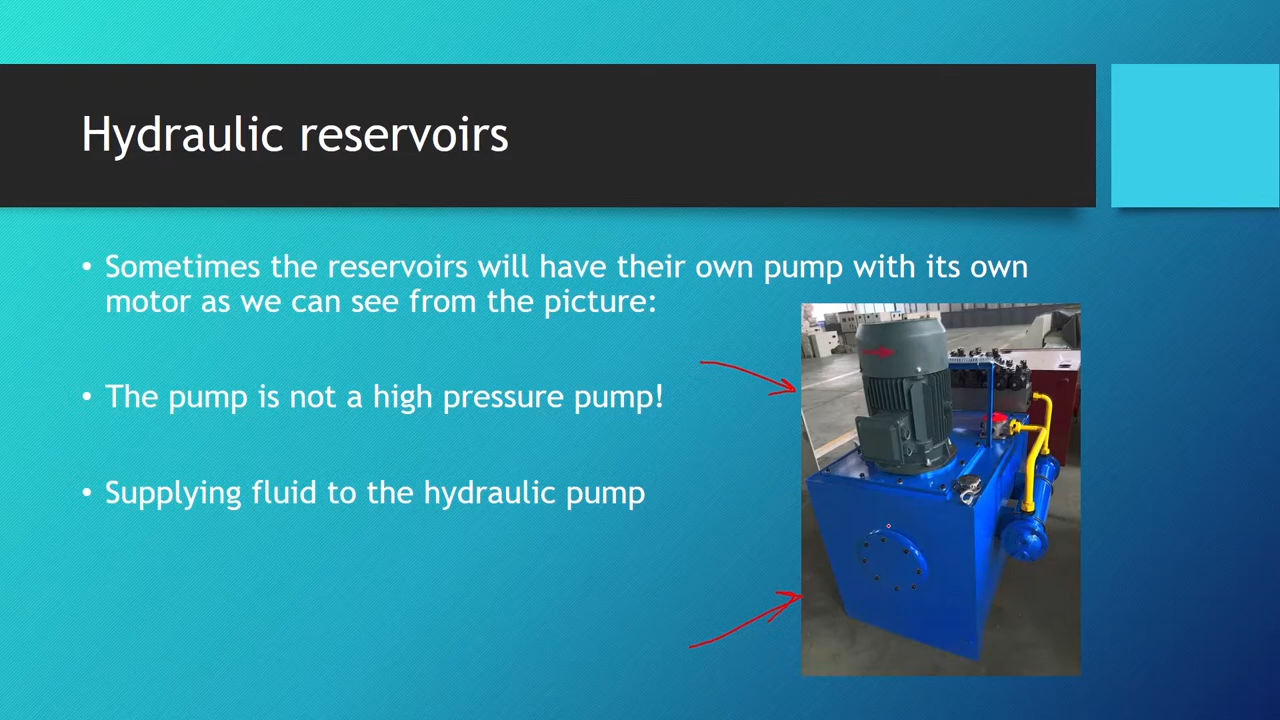 Hydraulic reservoirs
• Sometimes the reservoirs will have their own pump with its own
motor as we can see from the picture:
• The pump is not a high pressure pump!
• Supplying fluid to the hydraulic pump